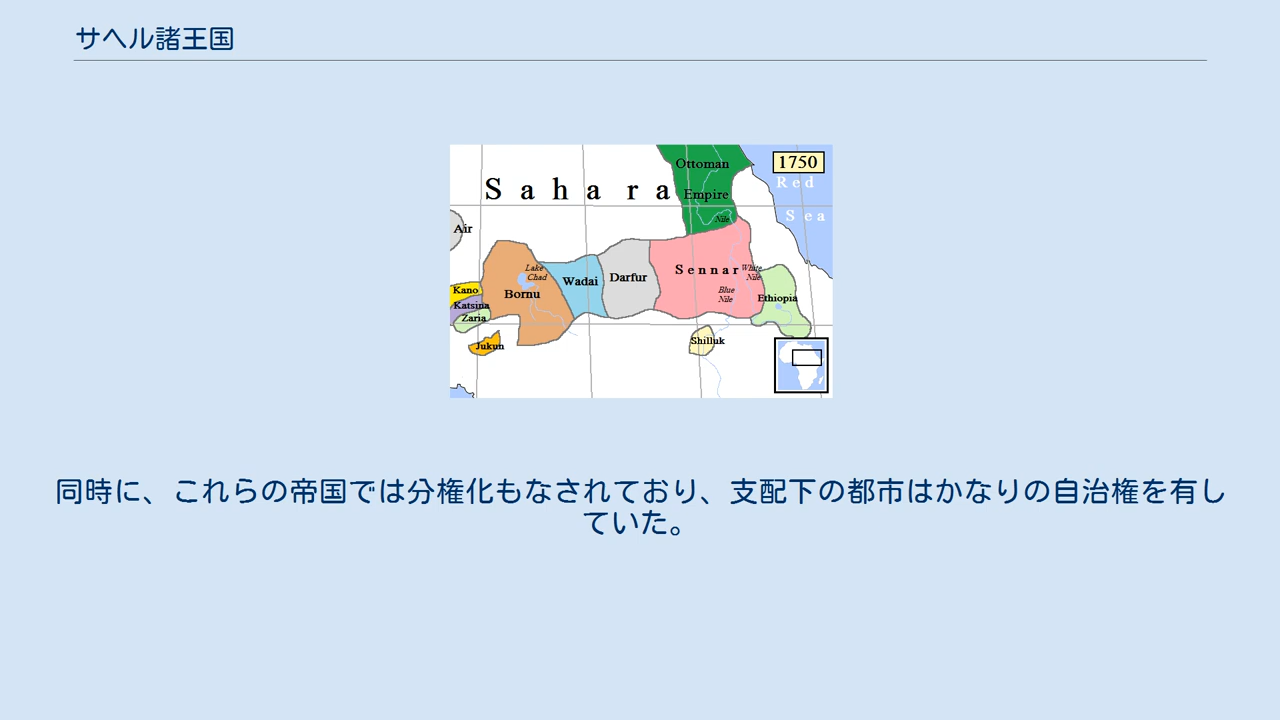 サヘル諸王国
1750
Ottoman
Empire
Nile
Red
Sea
Sahara
Air
Lake
Chad
Bornu
Wadai
Darfur
Sennar
White
Nile
Blue
Nile
Ethiopia
Kano
Katsina
Zaria
Jukun
Shilluk
同時に、これらの帝国では分権化もなされており、支配下の都市はかなりの自治権を有し
ていた。